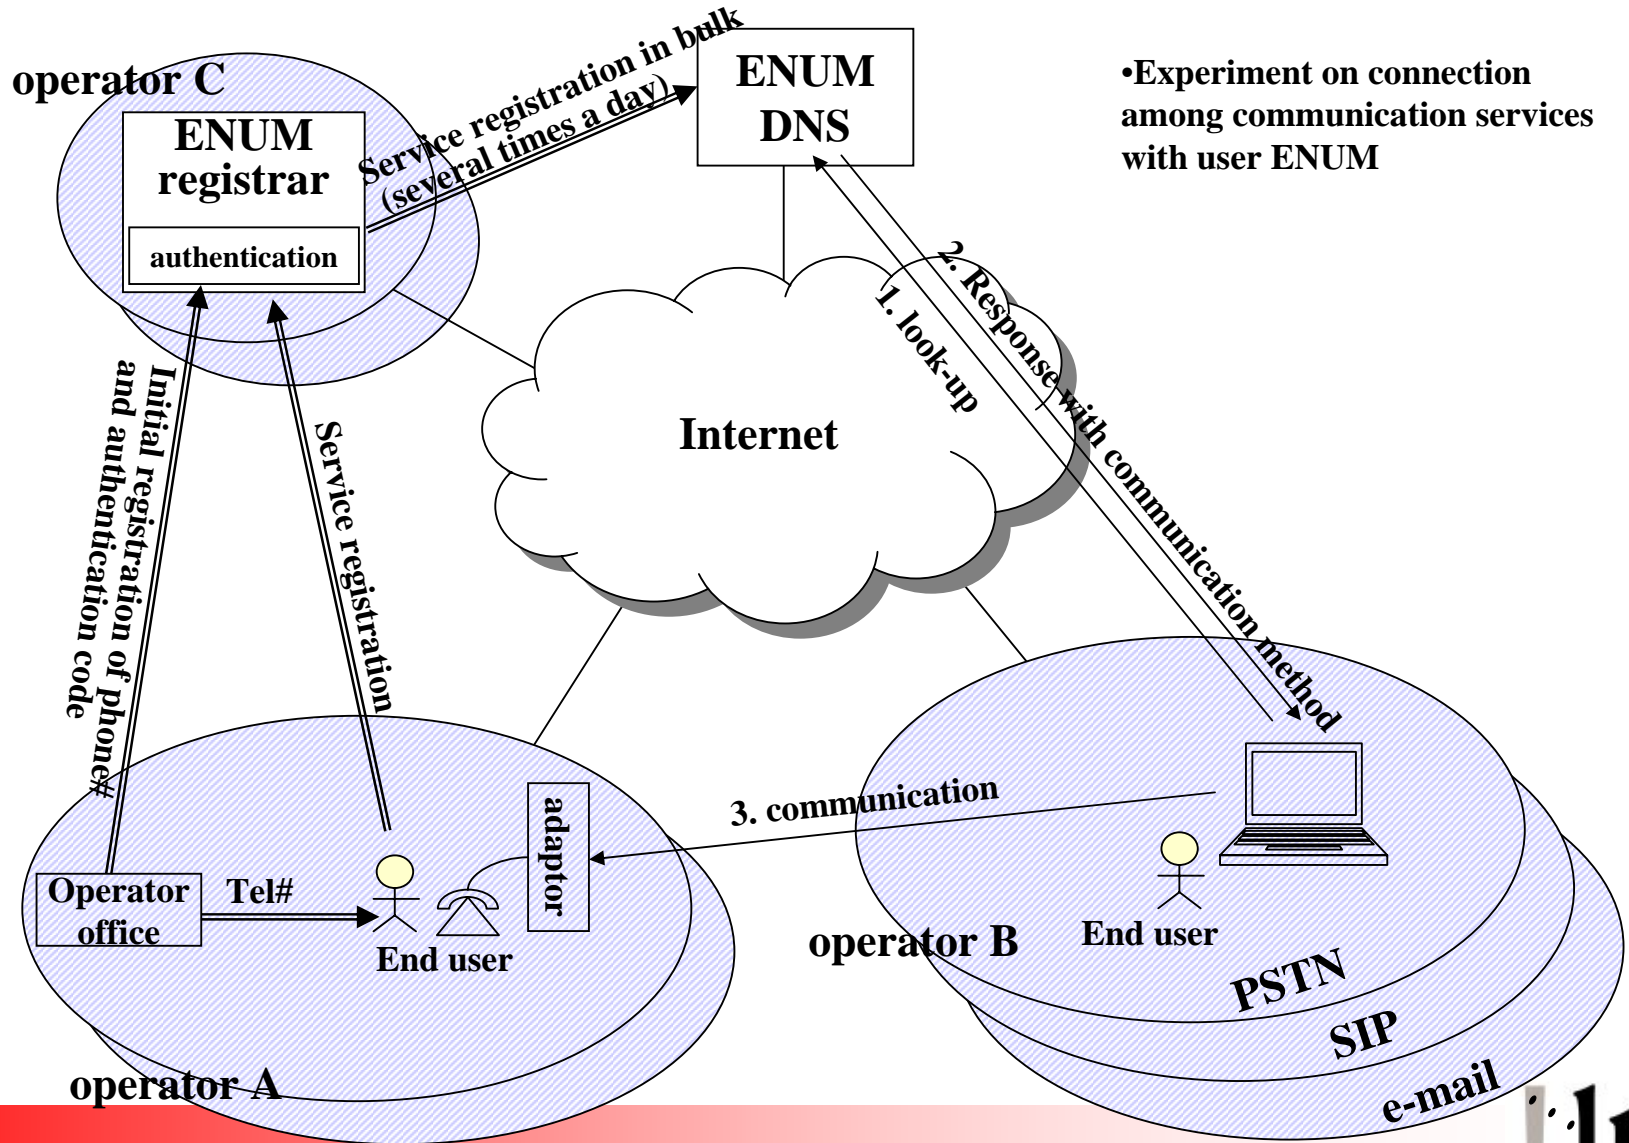 operator C
ENUM
registrar
authentication
Service registration in bulk
(several times a day)
ENUM
DNS
•Experiment on connection
among communication services
with user ENUM
1. look-up
2. Response with communication method
Internet
Initial registration of phone#
and authentication code
Service registration
3. communication
adaptor
Operator
office
Tel#
End user
operator A
operator B
End user
PSTN
SIP
e-mail